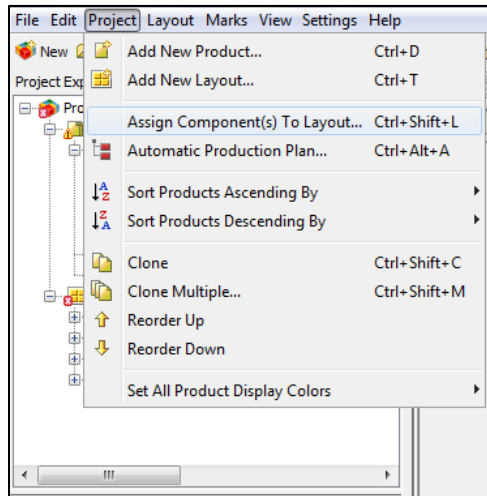 File Edit Project Layout Marks View Settings Help
New
Add New Product... Ctrl+D
Project Exp
Add New Layout... Ctrl+T
Pro
Assign Component(s) To Layout... Ctrl+Shift+L
Automatic Production Plan... Ctrl+Alt+A
Sort Products Ascending By
Sort Products Descending By
Clone Ctrl+Shift+C
Clone Multiple... Ctrl+Shift+M
Reorder Up
Reorder Down
Set All Product Display Colors